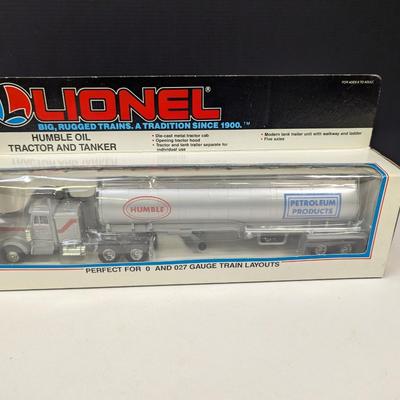 LIONEL
BIG, RUGGED TRAINS. A TRADITION SINCE 1900.™
FOR AGES 8 TO ADULT
HUMBLE OIL
TRACTOR AND TANKER
• Die-cast metal tractor cab
• Opening tractor hood
• Tractor and tank trailer separate for
individual use
• Modern tank trailer unit with walkway and ladder
• Five axles
HUMBLE
PETROLEUM
PRODUCTS
PERFECT FOR 0 AND 027 GAUGE TRAIN LAYOUTS